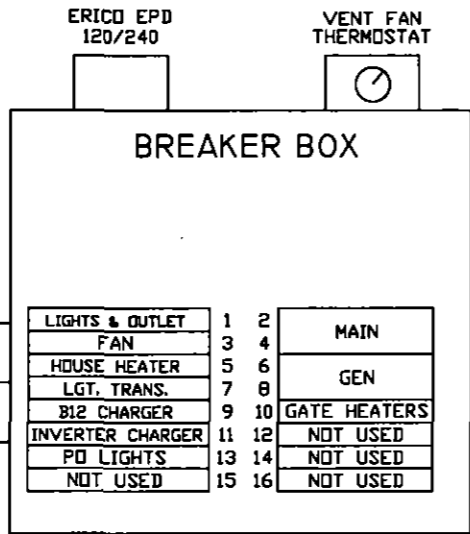 ERICO EPD
120/240
VENT FAN
THERMOSTAT
BREAKER BOX
LIGHTS & OUTLET 1 2 MAIN
FAN 3 4
HOUSE HEATER 5 6 GEN
LGT. TRANS. 7 8
B12 CHARGER 9 10 GATE HEATERS
INVERTER CHARGER 11 12 NOT USED
PO LIGHTS 13 14 NOT USED
NOT USED 15 16 NOT USED